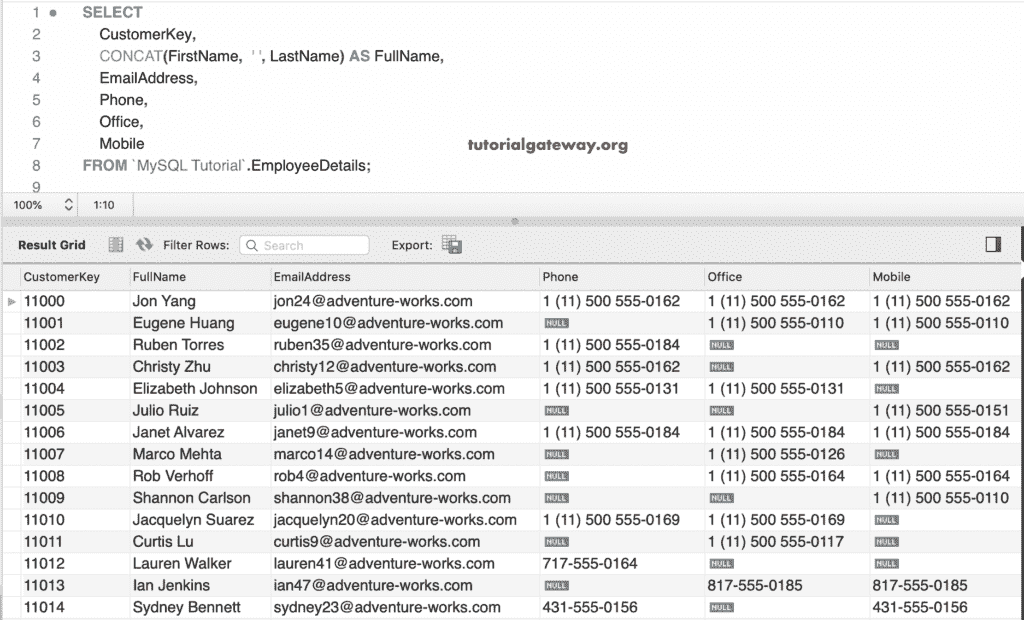 1 SELECT
2 CustomerKey,
3 CONCAT(FirstName, ' ', LastName) AS FullName,
4 EmailAddress,
5 Phone,
6 Office,
7 Mobile
tutorialgateway.org
8 FROM `MySQL Tutorial`.EmployeeDetails;
9
100% 1:10
Result Grid Filter Rows: Search Export:
CustomerKey FullName EmailAddress Phone Office Mobile
11000 Jon Yang jon24@adventure-works.com 1 (11) 500 555-0162 1 (11) 500 555-0162 1 (11) 500 555-0162
11001 Eugene Huang eugene10@adventure-works.com NULL 1 (11) 500 555-0110 1 (11) 500 555-0110
11002 Ruben Torres ruben35@adventure-works.com 1 (11) 500 555-0184 NULL NULL
11003 Christy Zhu christy12@adventure-works.com 1 (11) 500 555-0162 NULL 1 (11) 500 555-0162
11004 Elizabeth Johnson elizabeth5@adventure-works.com 1 (11) 500 555-0131 1 (11) 500 555-0131 NULL
11005 Julio Ruiz julio1@adventure-works.com NULL NULL 1 (11) 500 555-0151
11006 Janet Alvarez janet9@adventure-works.com 1 (11) 500 555-0184 1 (11) 500 555-0184 1 (11) 500 555-0184
11007 Marco Mehta marco14@adventure-works.com NULL 1 (11) 500 555-0126 NULL
11008 Rob Verhoff rob4@adventure-works.com NULL 1 (11) 500 555-0164 1 (11) 500 555-0164
11009 Shannon Carlson shannon38@adventure-works.com NULL NULL 1 (11) 500 555-0110
11010 Jacquelyn Suarez jacquelyn20@adventure-works.com 1 (11) 500 555-0169 1 (11) 500 555-0169 NULL
11011 Curtis Lu curtis9@adventure-works.com NULL 1 (11) 500 555-0117 NULL
11012 Lauren Walker lauren41@adventure-works.com 717-555-0164 NULL NULL
11013 Ian Jenkins ian47@adventure-works.com NULL 817-555-0185 817-555-0185
11014 Sydney Bennett sydney23@adventure-works.com 431-555-0156 NULL 431-555-0156